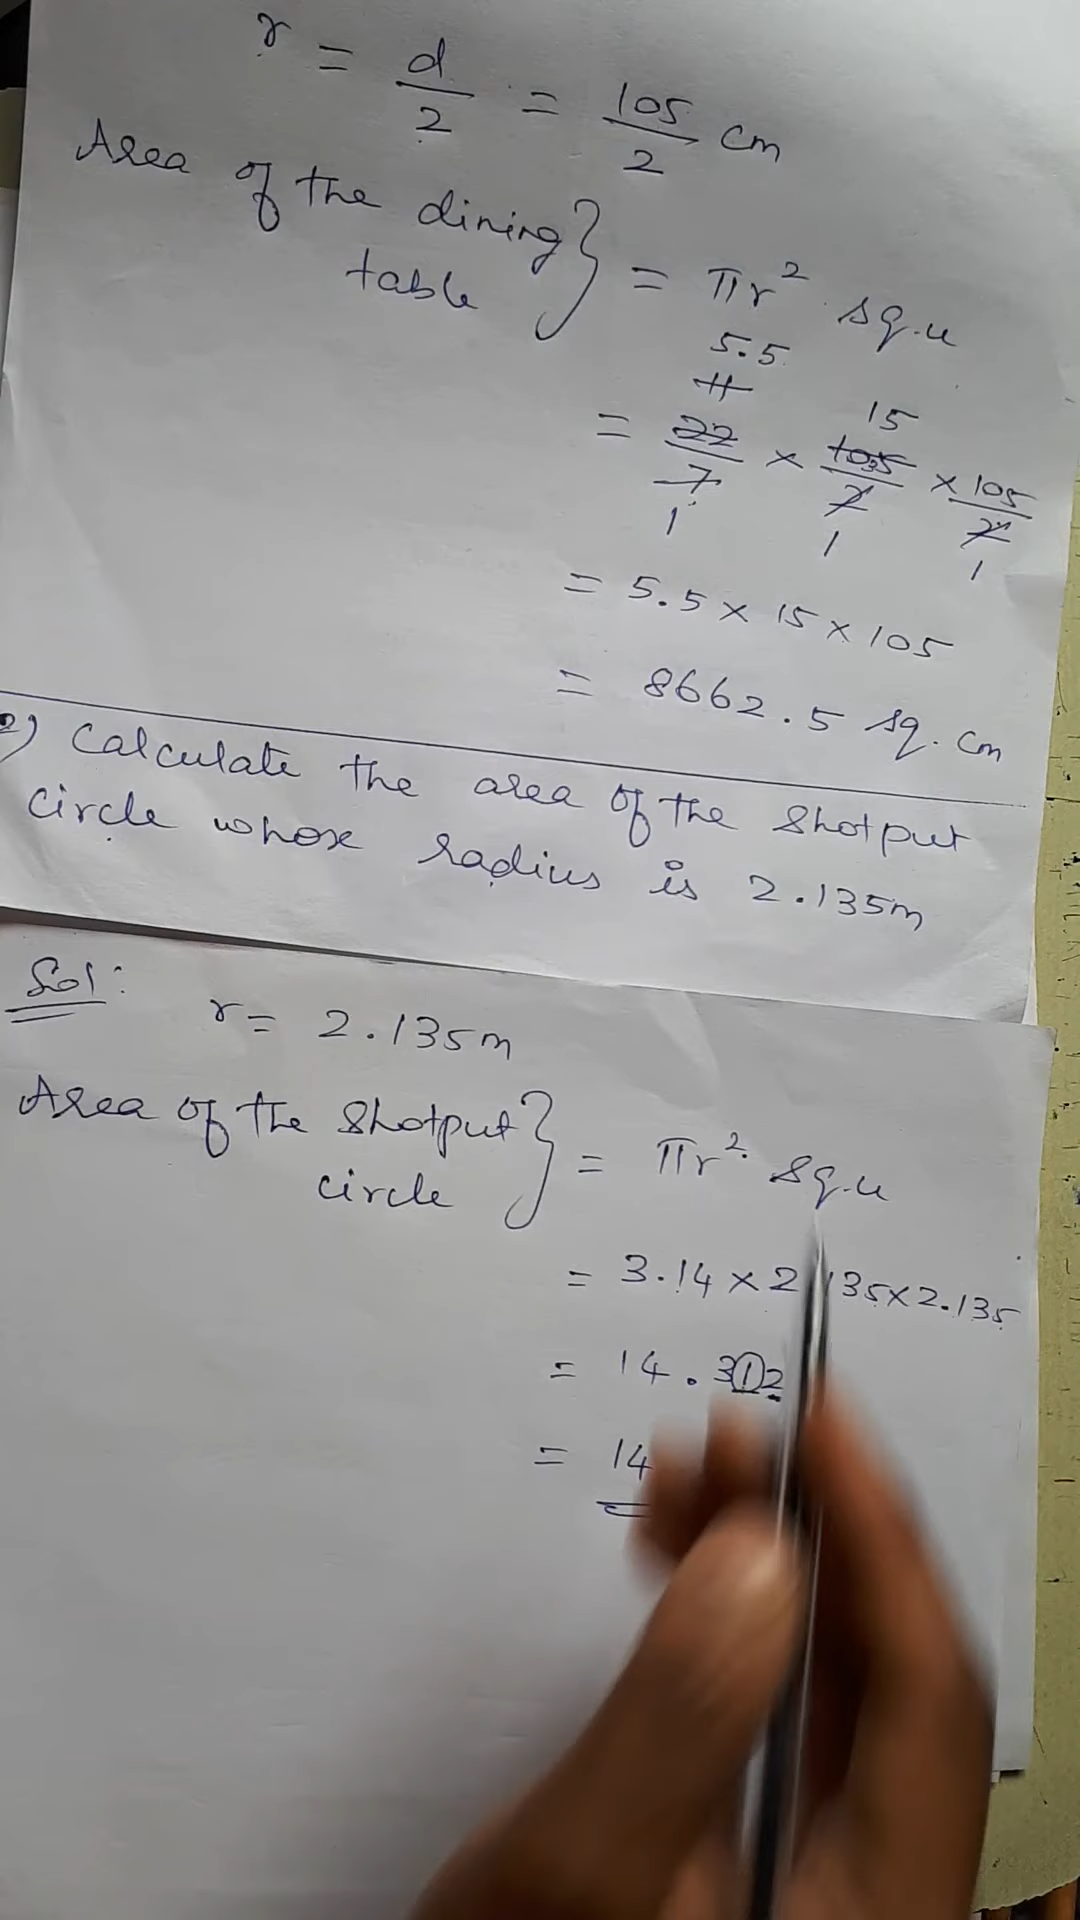 r = d/2 = 105/2 cm
Area of the dining table } = πr² sq.u
5.5
11 15
= 22/7 × 105/2 × 105/2
1 1 1
= 5.5 × 15 × 105
= 8662.5 sq. cm
2) Calculate the area of the shotput
circle whose radius is 2.135m
Sol:
r = 2.135m
Area of the shotput circle } = πr² sq.u
= 3.14 × 2 135 × 2.135
= 14.312
= 14